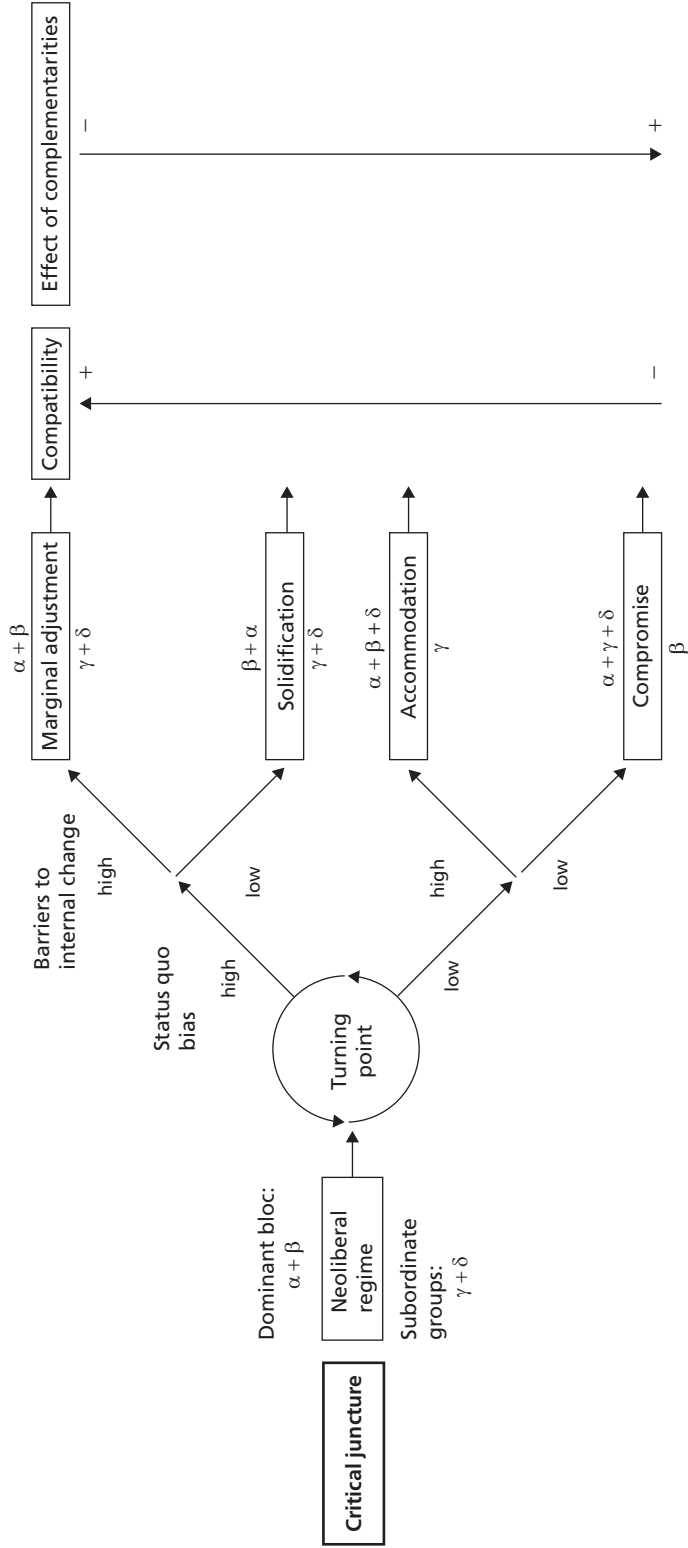 Critical juncture
Dominant bloc:
α + β
Neoliberal
regime
Subordinate
groups:
γ + δ
Turning
point
Status quo
bias
high
low
Barriers to
internal change
high
low
high
low
α + β
Marginal adjustment
γ + δ
β + α
Solidification
γ + δ
α + β + δ
Accommodation
γ
α + γ + δ
Compromise
β
Compatibility
+
−
Effect of complementarities
−
+